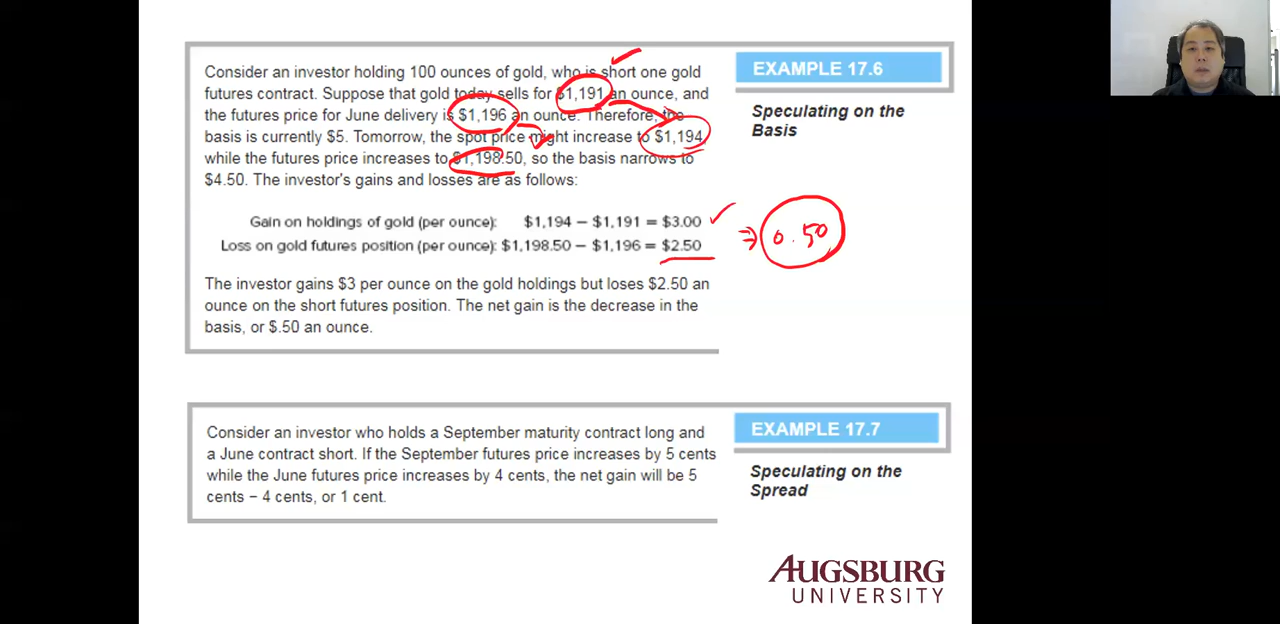 Consider an investor holding 100 ounces of gold, who is short one gold
futures contract. Suppose that gold today sells for $1,191 an ounce, and
the futures price for June delivery is $1,196 an ounce. Therefore, the
basis is currently $5. Tomorrow, the spot price might increase to $1,194
while the futures price increases to $1,198.50, so the basis narrows to
$4.50. The investor's gains and losses are as follows:
Gain on holdings of gold (per ounce): $1,194 − $1,191 = $3.00
Loss on gold futures position (per ounce): $1,198.50 − $1,196 = $2.50
The investor gains $3 per ounce on the gold holdings but loses $2.50 an
ounce on the short futures position. The net gain is the decrease in the
basis, or $.50 an ounce.
EXAMPLE 17.6
Speculating on the
Basis
0.50
Consider an investor who holds a September maturity contract long and
a June contract short. If the September futures price increases by 5 cents
while the June futures price increases by 4 cents, the net gain will be 5
cents − 4 cents, or 1 cent.
EXAMPLE 17.7
Speculating on the
Spread
AUGSBURG
UNIVERSITY